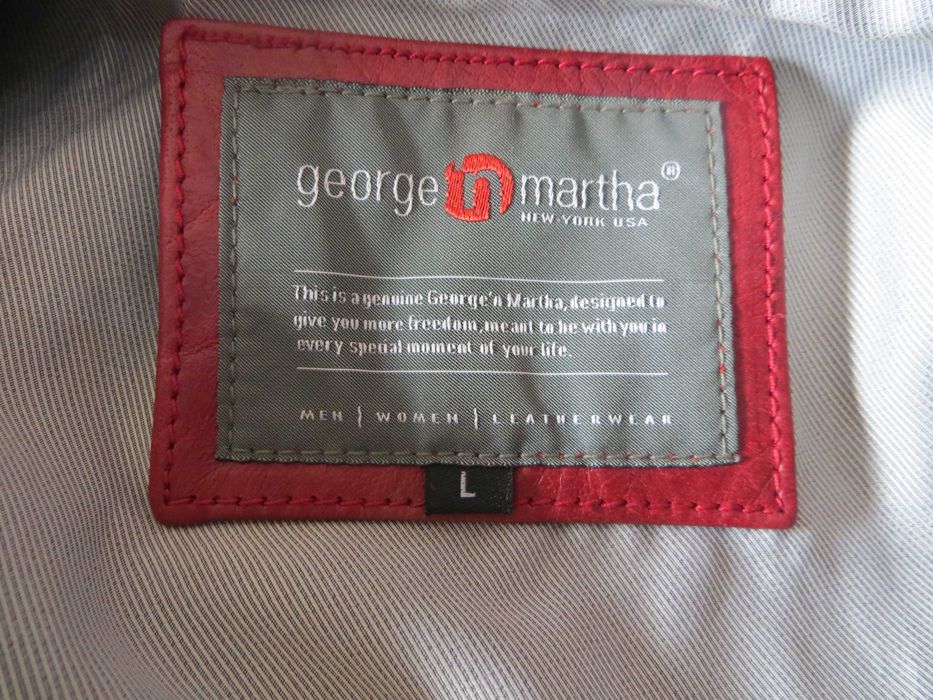 george'n martha®
NEW-YORK USA
This is a genuine George'n Martha, designed to
give you more freedom, meant to be with you in
every special moment of your life.
MEN } WOMEN } LEATHERWEAR
L